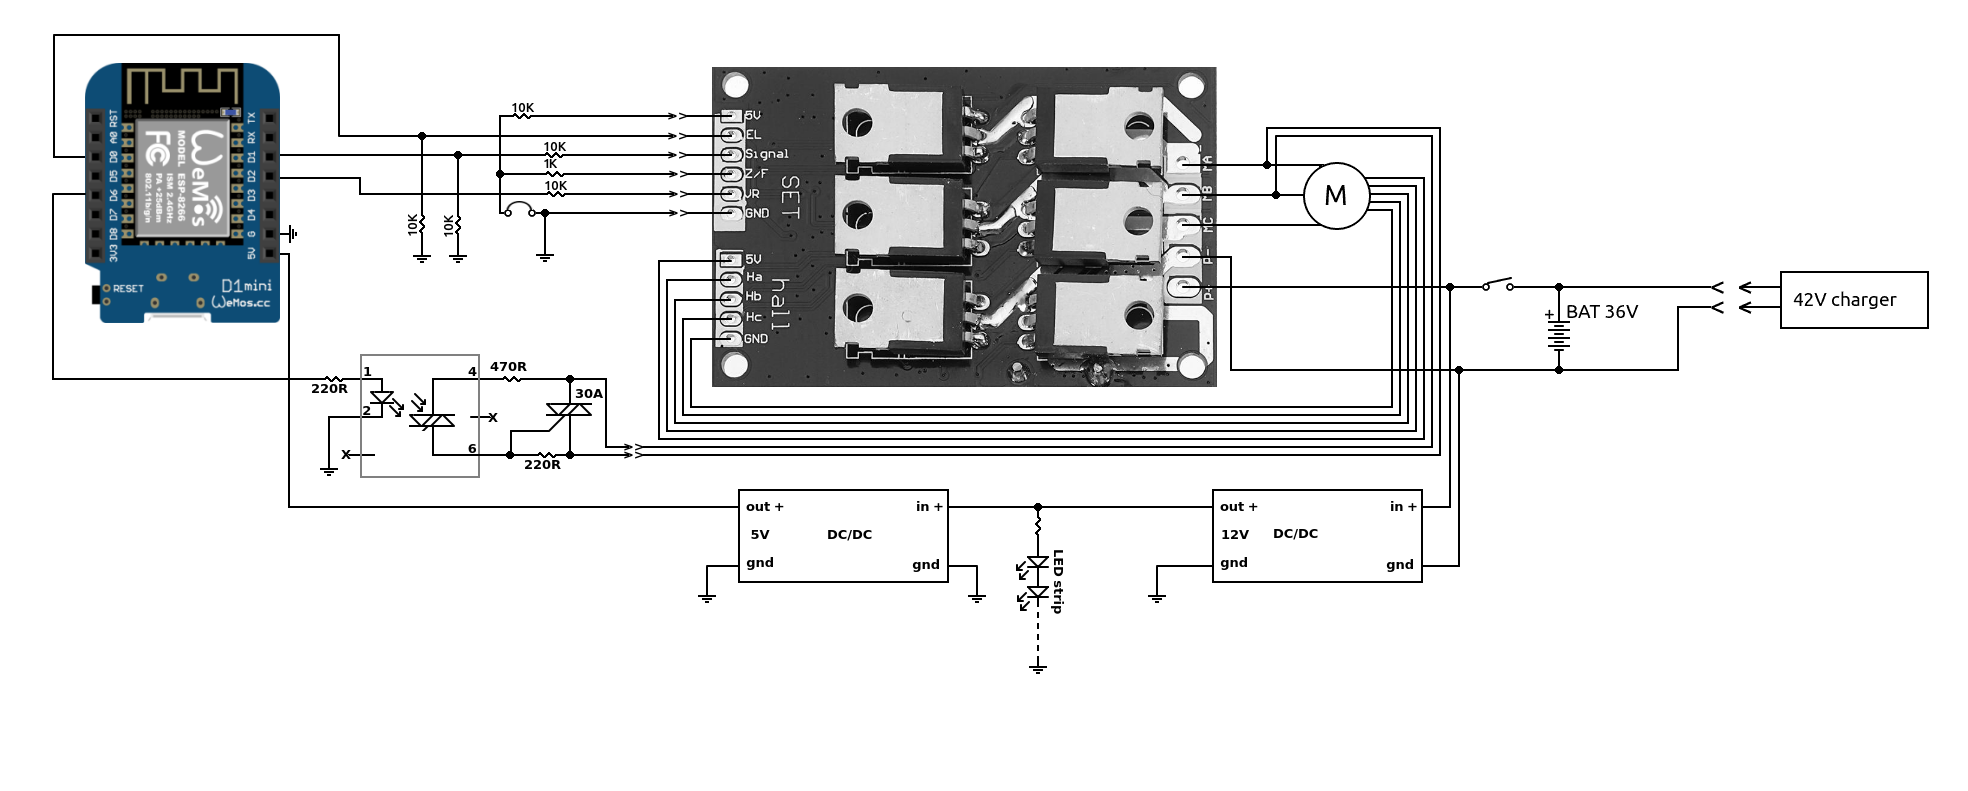 TX
RST
RX
A0
D1
D0
D2
D5
D3
D6
D4
D7
G
D8
5V
3V3
WeMos
MODEL ESP-8266
ISM 2.4GHz
PA +25dBm
802.11b/g/n
FC
RESET
D1mini
WeMos.cc
10K
10K
1K
10K
10K
10K
5V
EL
Signal
Z/F
VR
GND
SET
5V
Ha
Hb
Hc
GND
hall
MA
MB
MC
P-
P+
M
BAT 36V
+
42V charger
220R
1
2
X
4
6
470R
X
30A
220R
out +
5V
gnd
DC/DC
in +
gnd
LED strip
out +
12V
gnd
DC/DC
in +
gnd